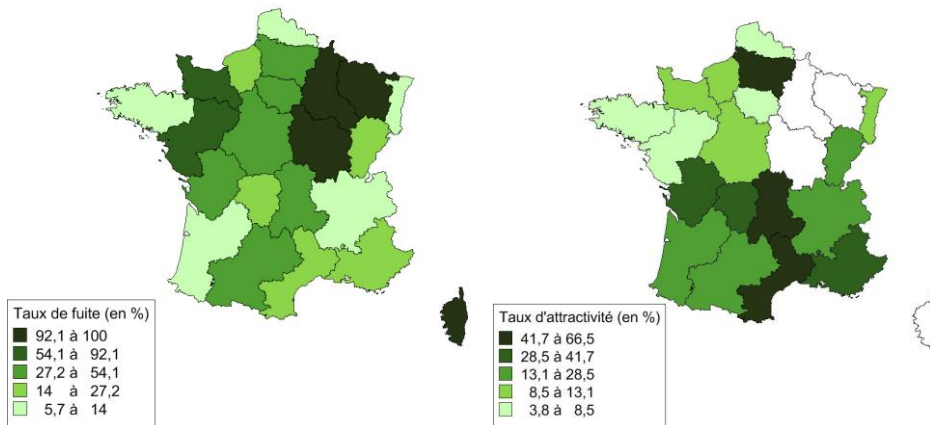 Taux de fuite (en %)
92,1 à 100
54,1 à 92,1
27,2 à 54,1
14 à 27,2
5,7 à 14
Taux d'attractivité (en %)
41,7 à 66,5
28,5 à 41,7
13,1 à 28,5
8,5 à 13,1
3,8 à 8,5